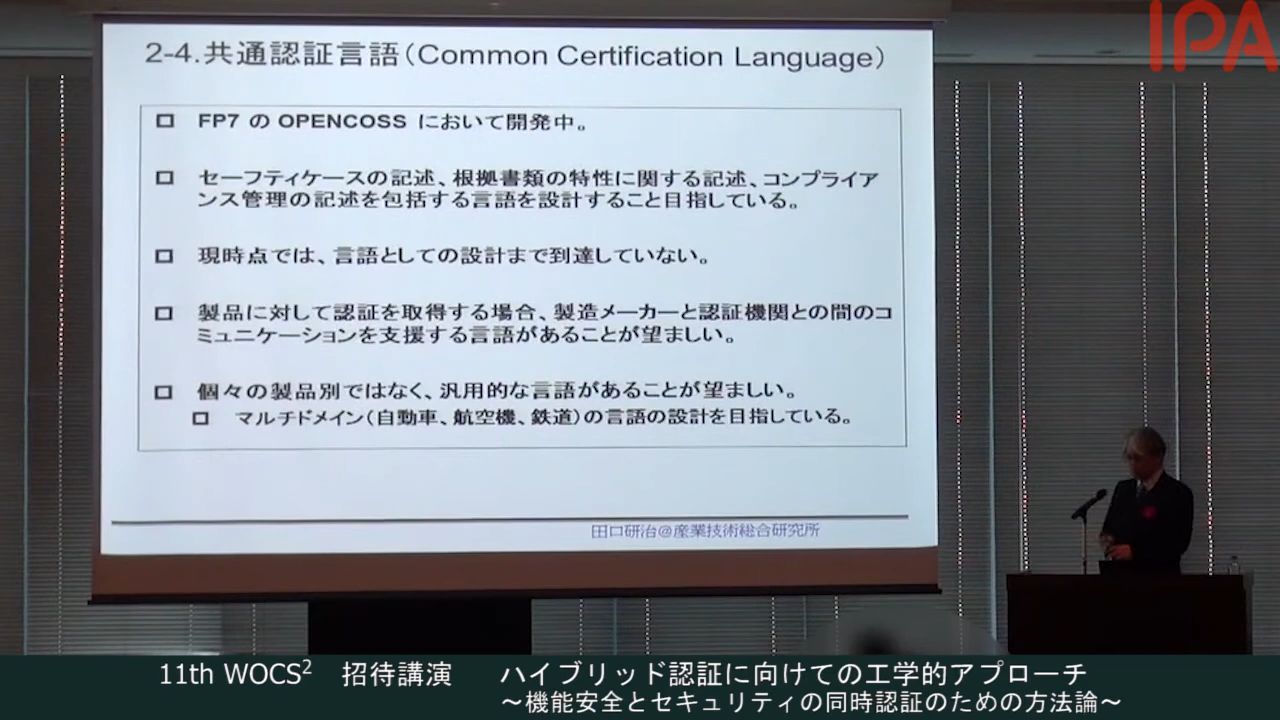 IPA
2-4.共通認証言語(Common Certification Language)
FP7 の OPENCOSS において開発中。
セーフティケースの記述、根拠書類の特性に関する記述、コンプライア
ンス管理の記述を包括する言語を設計すること目指している。
現時点では、言語としての設計まで到達していない。
製品に対して認証を取得する場合、製造メーカーと認証機関との間のコ
ミュニケーションを支援する言語があることが望ましい。
個々の製品別ではなく、汎用的な言語があることが望ましい。
マルチドメイン(自動車、航空機、鉄道)の言語の設計を目指している。
田口研治@産業技術総合研究所
11th WOCS² 招待講演 ハイブリッド認証に向けての工学的アプローチ
～機能安全とセキュリティの同時認証のための方法論～